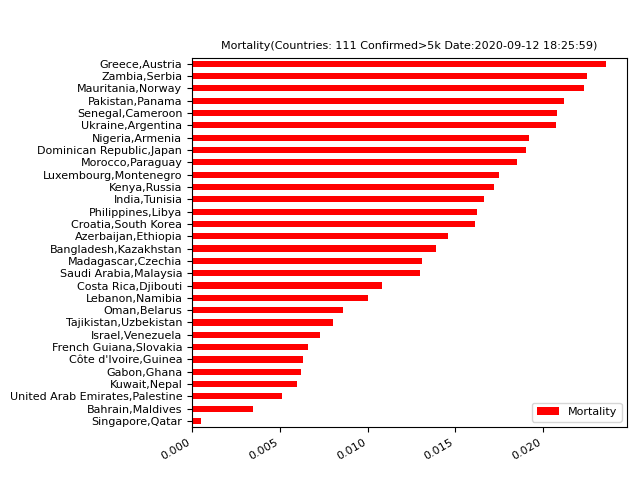 Mortality(Countries: 111 Confirmed>5k Date:2020-09-12 18:25:59)
Greece,Austria
Zambia,Serbia
Mauritania,Norway
Pakistan,Panama
Senegal,Cameroon
Ukraine,Argentina
Nigeria,Armenia
Dominican Republic,Japan
Morocco,Paraguay
Luxembourg,Montenegro
Kenya,Russia
India,Tunisia
Philippines,Libya
Croatia,South Korea
Azerbaijan,Ethiopia
Bangladesh,Kazakhstan
Madagascar,Czechia
Saudi Arabia,Malaysia
Costa Rica,Djibouti
Lebanon,Namibia
Oman,Belarus
Tajikistan,Uzbekistan
Israel,Venezuela
French Guiana,Slovakia
Côte d'Ivoire,Guinea
Gabon,Ghana
Kuwait,Nepal
United Arab Emirates,Palestine
Bahrain,Maldives
Singapore,Qatar
Mortality
0.000 0.005 0.010 0.015 0.020